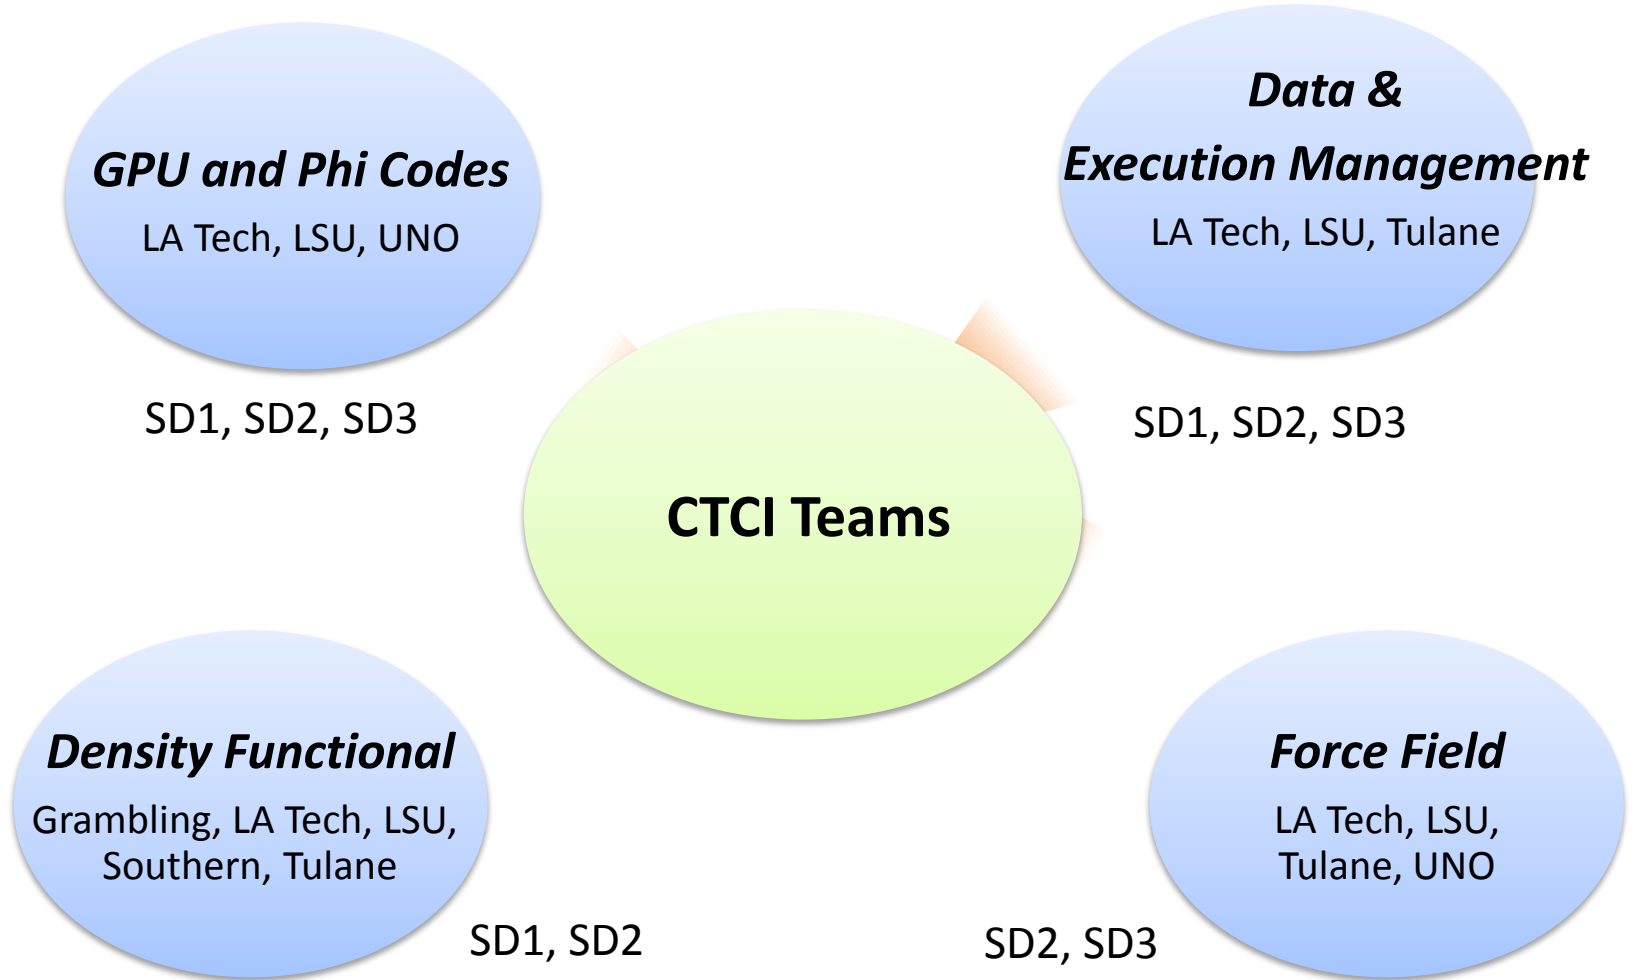 GPU and Phi Codes
LA Tech, LSU, UNO
SD1, SD2, SD3
Data &
Execution Management
LA Tech, LSU, Tulane
SD1, SD2, SD3
CTCI Teams
Density Functional
Grambling, LA Tech, LSU,
Southern, Tulane
SD1, SD2
Force Field
LA Tech, LSU,
Tulane, UNO
SD2, SD3